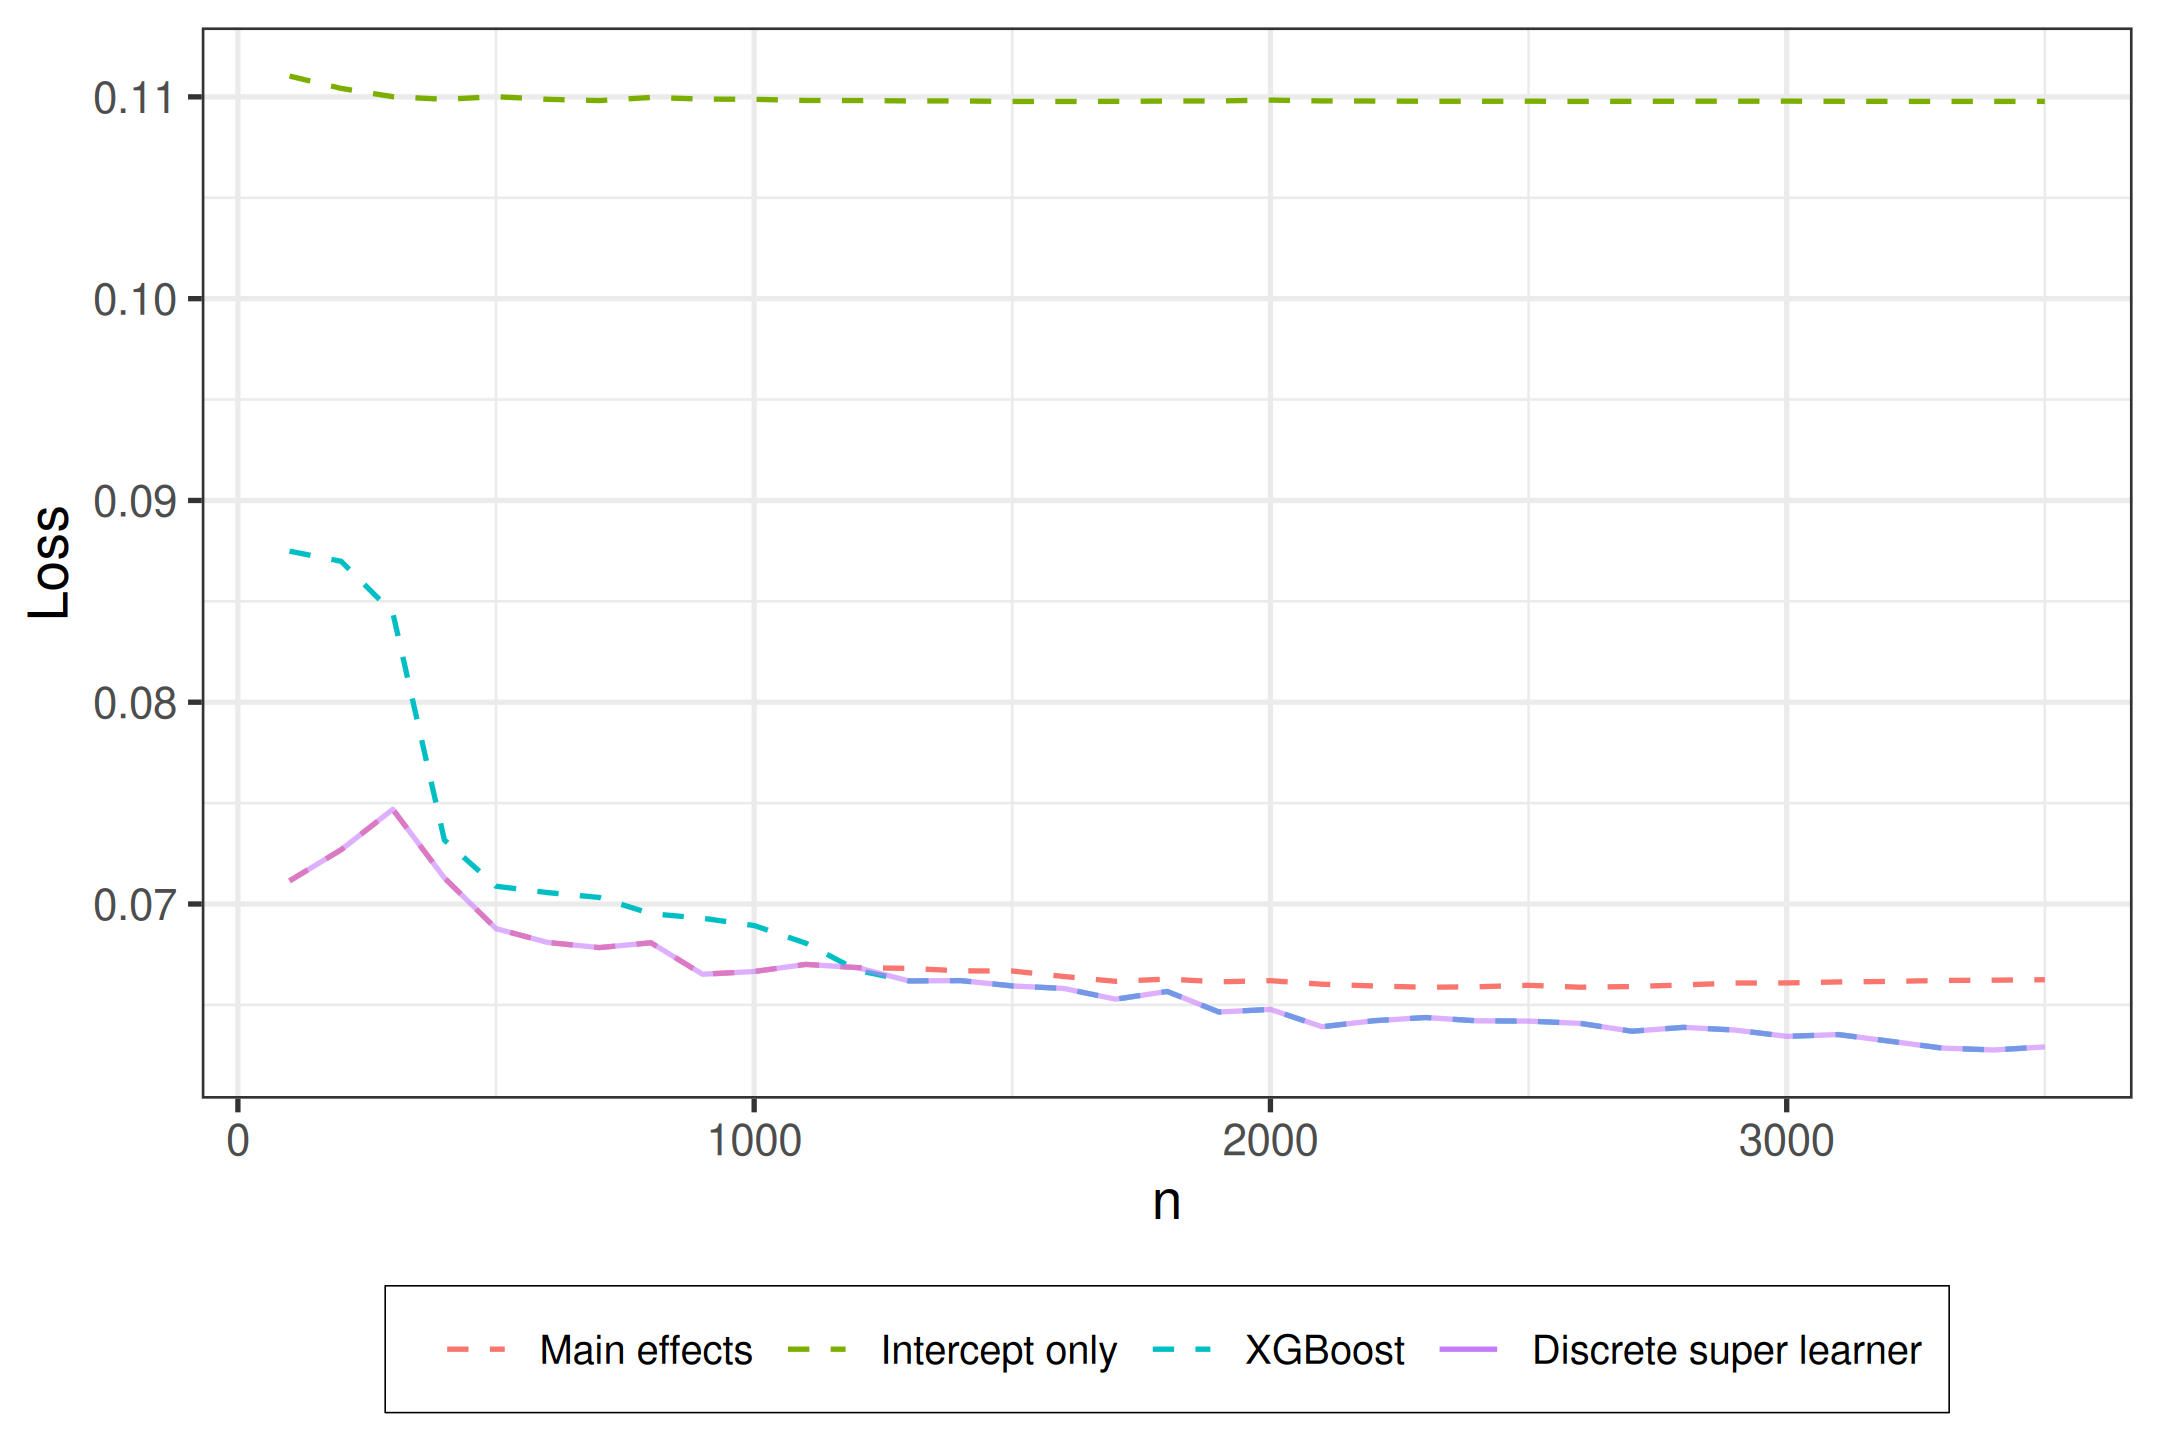 0.11
0.10
0.09
0.08
0.07
Loss
0 1000 2000 3000
n
Main effects Intercept only XGBoost Discrete super learner